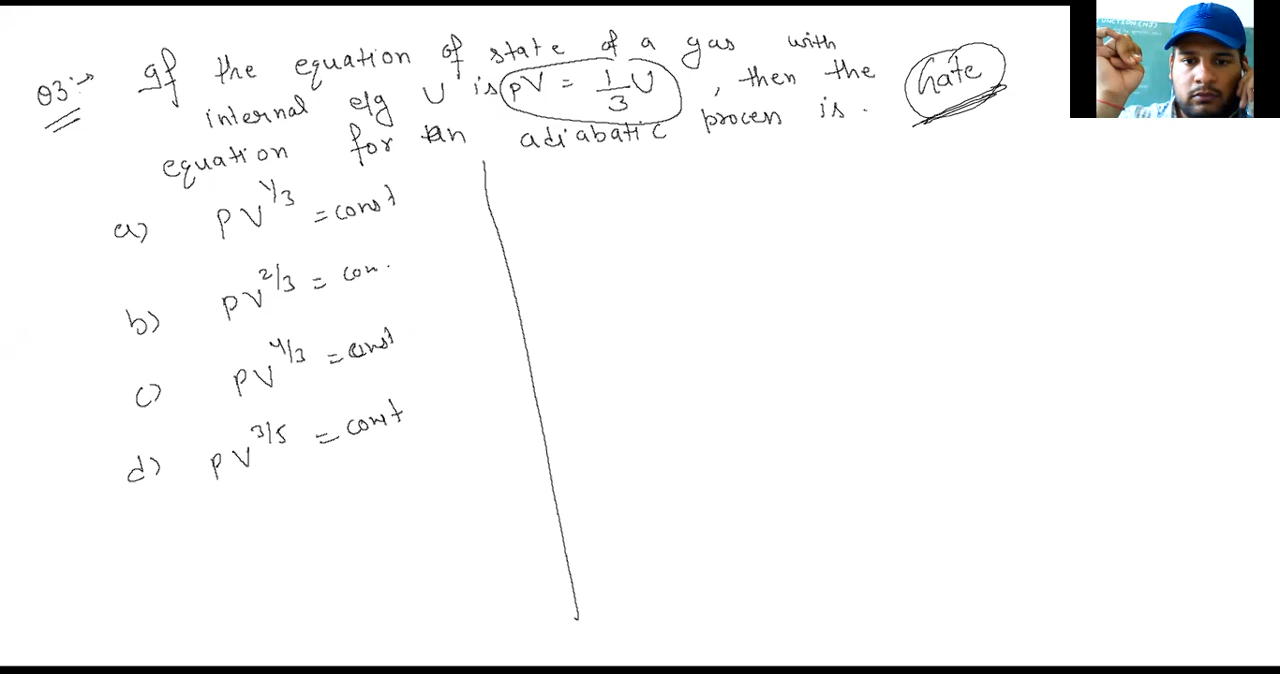 Q3:→ If the equation of state of a gas with
internal e/g U is pV = 1/3 U, then the
equation for an adiabatic process is.
Gate
a) PV^1/3 = const
b) PV^2/3 = con.
c) PV^4/3 = const
d) PV^3/5 = const